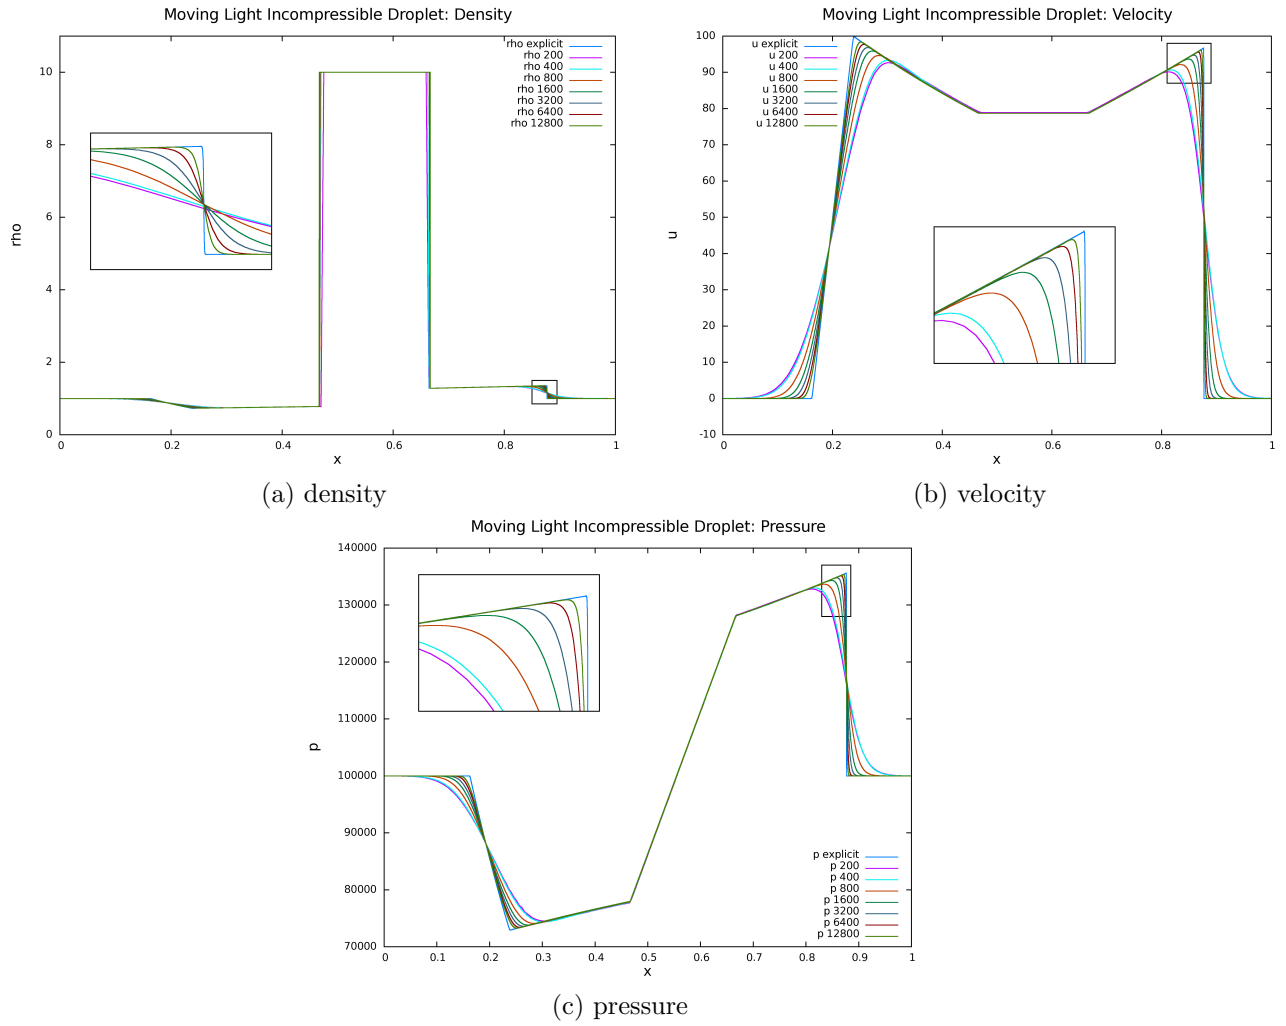 Moving Light Incompressible Droplet: Density
rho explicit
rho 200
rho 400
rho 800
rho 1600
rho 3200
rho 6400
rho 12800
10
8
6
4
2
0
rho
0 0.2 0.4 0.6 0.8 1
x
(a) density
Moving Light Incompressible Droplet: Velocity
u explicit
u 200
u 400
u 800
u 1600
u 3200
u 6400
u 12800
100
90
80
70
60
50
40
30
20
10
0
-10
u
0 0.2 0.4 0.6 0.8 1
x
(b) velocity
Moving Light Incompressible Droplet: Pressure
140000
130000
120000
110000
100000
90000
80000
70000
p
p explicit
p 200
p 400
p 800
p 1600
p 3200
p 6400
p 12800
0 0.1 0.2 0.3 0.4 0.5 0.6 0.7 0.8 0.9 1
x
(c) pressure